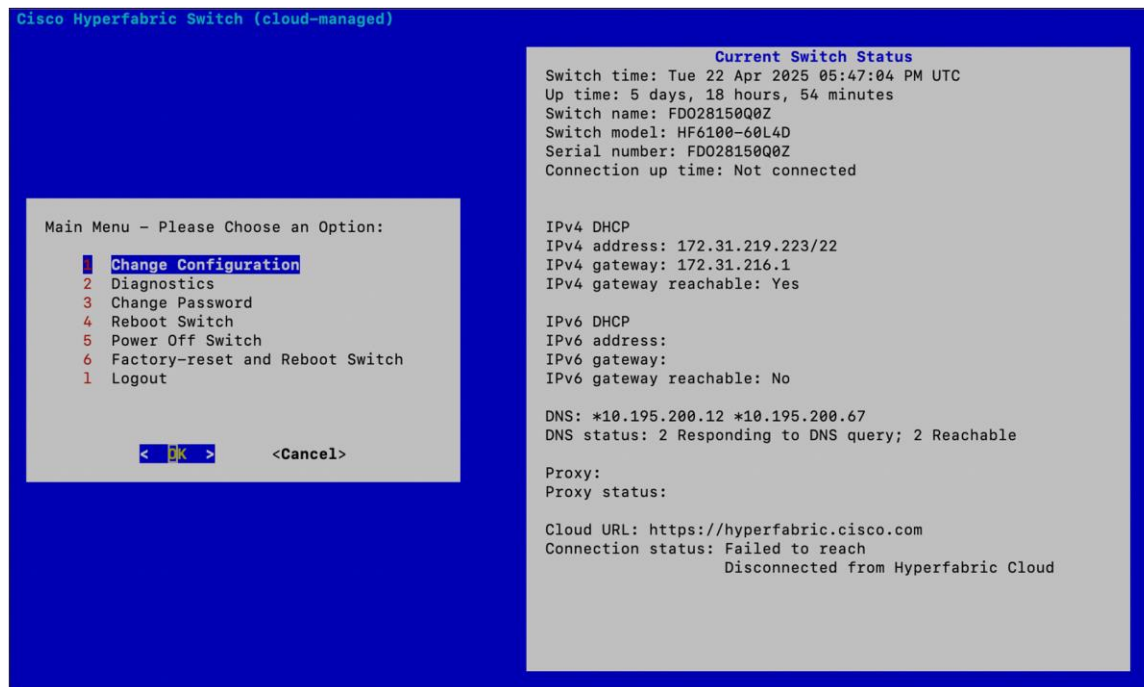 Cisco Hyperfabric Switch (cloud-managed)
Main Menu - Please Choose an Option:
1 Change Configuration
2 Diagnostics
3 Change Password
4 Reboot Switch
5 Power Off Switch
6 Factory-reset and Reboot Switch
l Logout
< OK >
<Cancel>
Current Switch Status
Switch time: Tue 22 Apr 2025 05:47:04 PM UTC
Up time: 5 days, 18 hours, 54 minutes
Switch name: FDO28150Q0Z
Switch model: HF6100-60L4D
Serial number: FDO28150Q0Z
Connection up time: Not connected
IPv4 DHCP
IPv4 address: 172.31.219.223/22
IPv4 gateway: 172.31.216.1
IPv4 gateway reachable: Yes
IPv6 DHCP
IPv6 address:
IPv6 gateway:
IPv6 gateway reachable: No
DNS: *10.195.200.12 *10.195.200.67
DNS status: 2 Responding to DNS query; 2 Reachable
Proxy:
Proxy status:
Cloud URL: https://hyperfabric.cisco.com
Connection status: Failed to reach
Disconnected from Hyperfabric Cloud